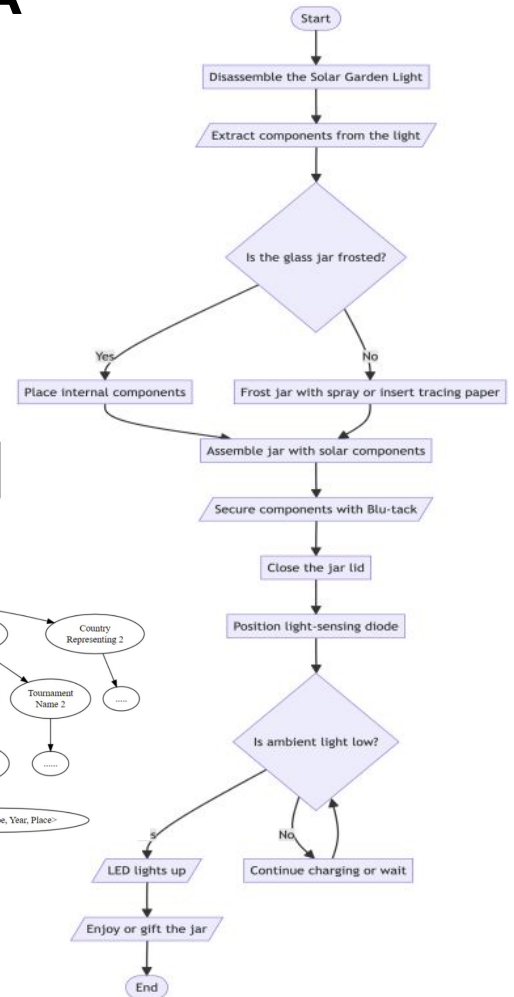 Start
Disassemble the Solar Garden Light
Extract components from the light
Is the glass jar frosted?
Yes
No
Place internal components
Frost jar with spray or insert tracing paper
Assemble jar with solar components
Secure components with Blu-tack
Close the jar lid
Position light-sensing diode
Country
Representing 2
Tournament
Name 2
.....
......
e, Year, Place>
Is ambient light low?
s
No
LED lights up
Continue charging or wait
Enjoy or gift the jar
End